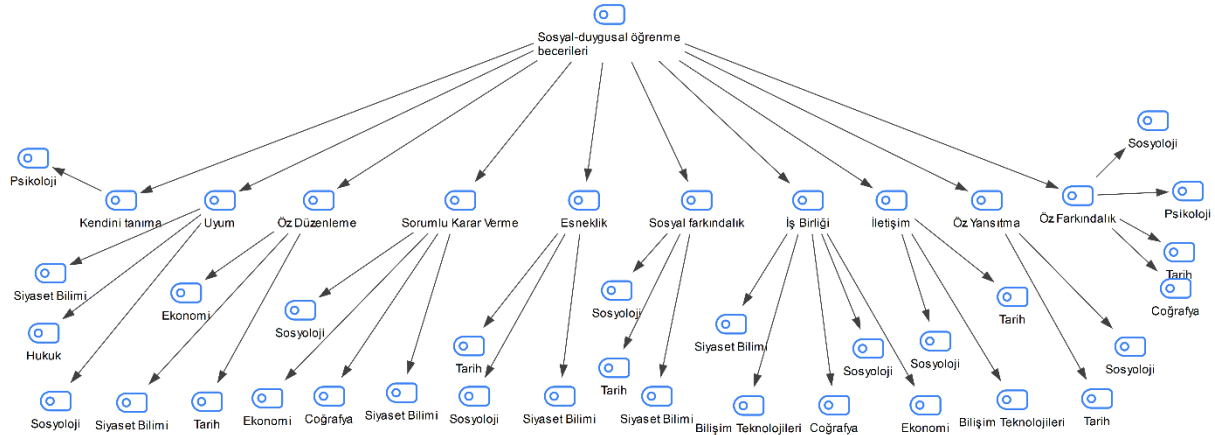 Sosyal-duygusal öğrenme
becerileri
Sosyoloji
Psikoloji
Psikoloji
Kendini tanıma
Uyum
Öz Düzenleme
Sorumlu Karar Verme
Esneklik
Sosyal farkındalık
İş Birliği
İletişim
Öz Yansıtma
Öz Farkındalık
Siyaset Bilimi
Ekonomi
Sosyoloji
Sosyoloji
Tarih
Tarih
Coğrafya
Hukuk
Tarih
Siyaset Bilimi
Sosyoloji
Sosyoloji
Sosyoloji
Tarih
Sosyoloji
Siyaset Bilimi
Tarih
Ekonomi
Coğrafya
Siyaset Bilimi
Sosyoloji
Siyaset Bilimi
Siyaset Bilimi
Bilişim Teknolojileri
Coğrafya
Ekonomi
Bilişim Teknolojileri
Tarih